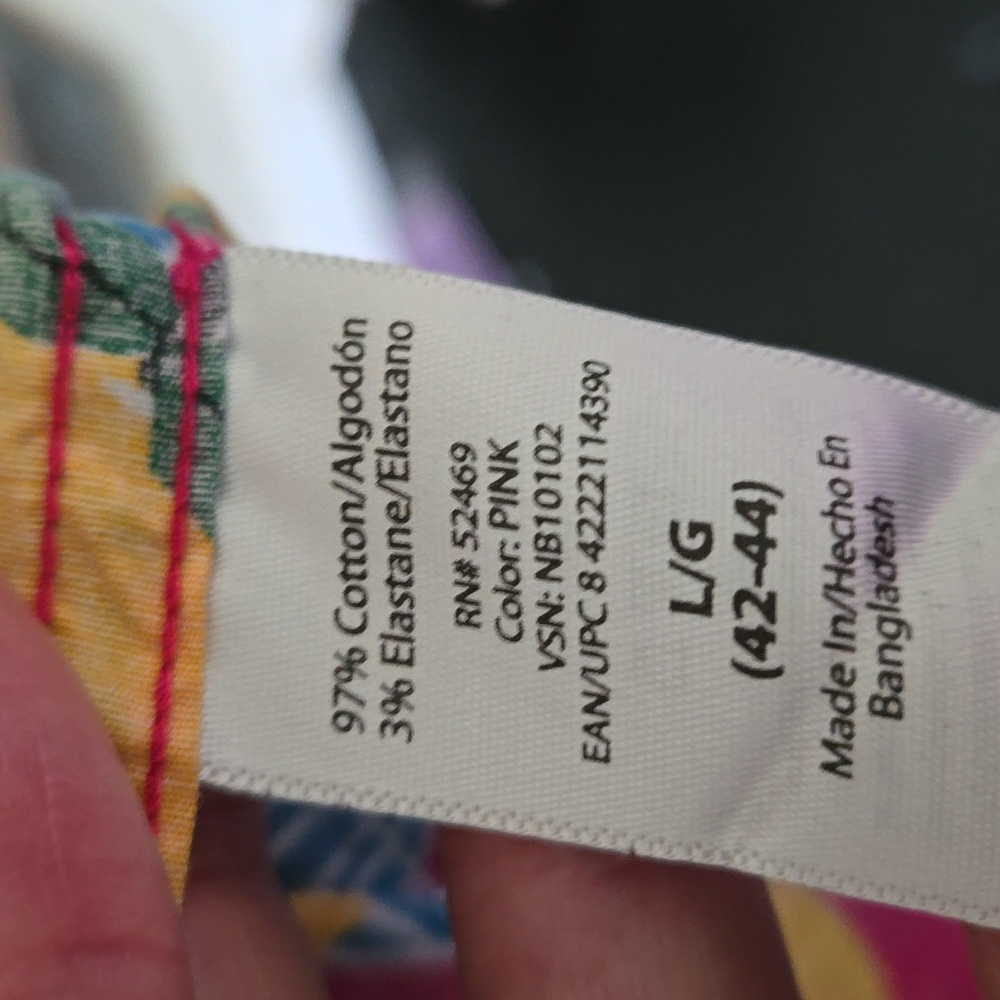 97% Cotton/Algodón
3% Elastane/Elastano
RN# 52469
Color: PINK
VSN: NB10102
EAN/UPC 8 4222114390
L/G
(42-44)
Made In/Hecho En
Bangladesh